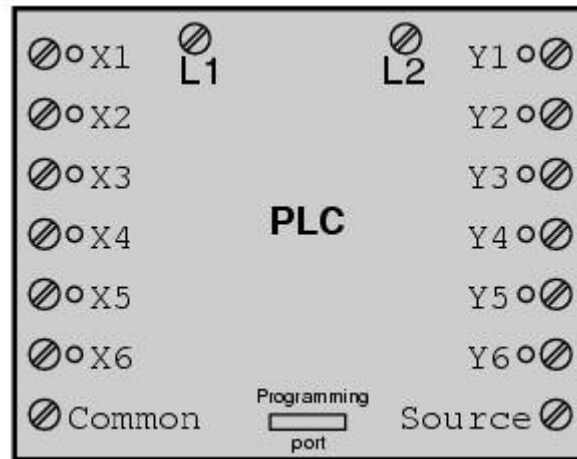 X1 L1 L2 Y1
X2 Y2
X3 Y3
X4 PLC Y4
X5 Y5
X6 Y6
Programming
Common Source
port